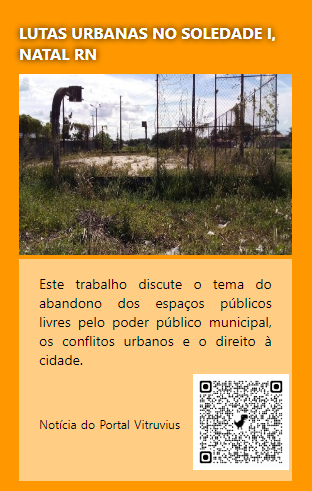 LUTAS URBANAS NO SOLEDADE I,
NATAL RN
Este trabalho discute o tema do
abandono dos espaços públicos
livres pelo poder público municipal,
os conflitos urbanos e o direito à
cidade.
Notícia do Portal Vitruvius